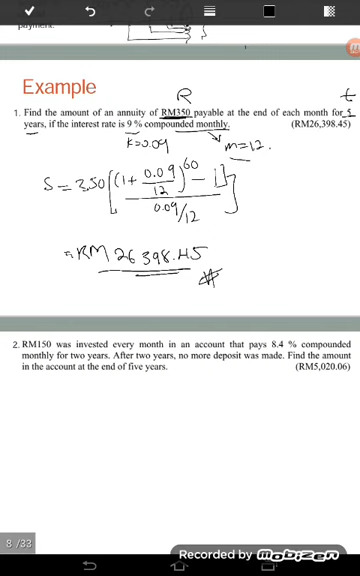 payment.
Example
R
t
1. Find the amount of an annuity of RM350 payable at the end of each month for 5
years, if the interest rate is 9 % compounded monthly. (RM26,398.45)
k=0.09
m=12.
S = 350[(1 + 0.09/12)^60 - 1]
0.09/12
= RM 26398.45
2. RM150 was invested every month in an account that pays 8.4 % compounded
monthly for two years. After two years, no more deposit was made. Find the amount
in the account at the end of five years. (RM5,020.06)
8 /33
Recorded by Mobizen